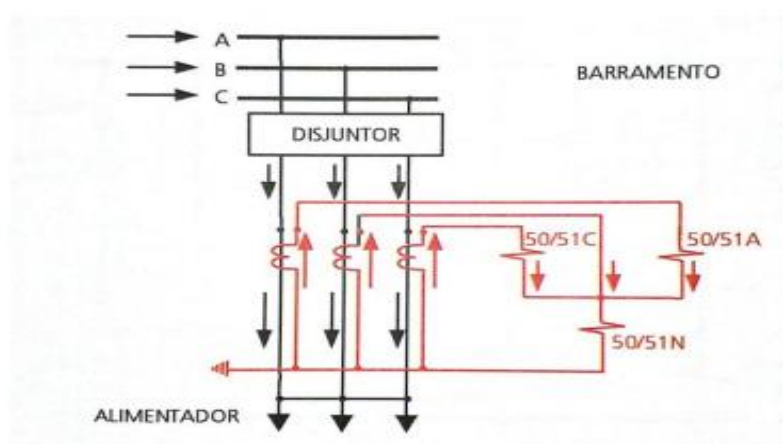 A
B
C
BARRAMENTO
DISJUNTOR
50/51C
50/51A
50/51N
ALIMENTADOR